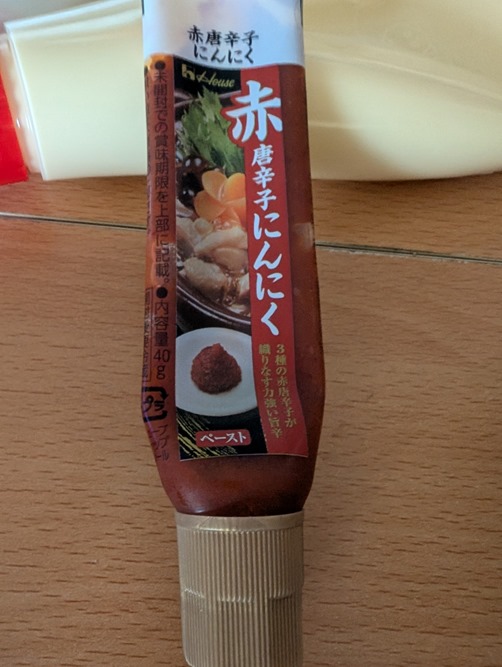 赤唐辛子
にんにく
House
赤唐辛子にんにく
3種の赤唐辛子が
織りなす力強い旨辛
ペースト
●未開封での賞味期限を上部に記載。●内容量40g
プラ